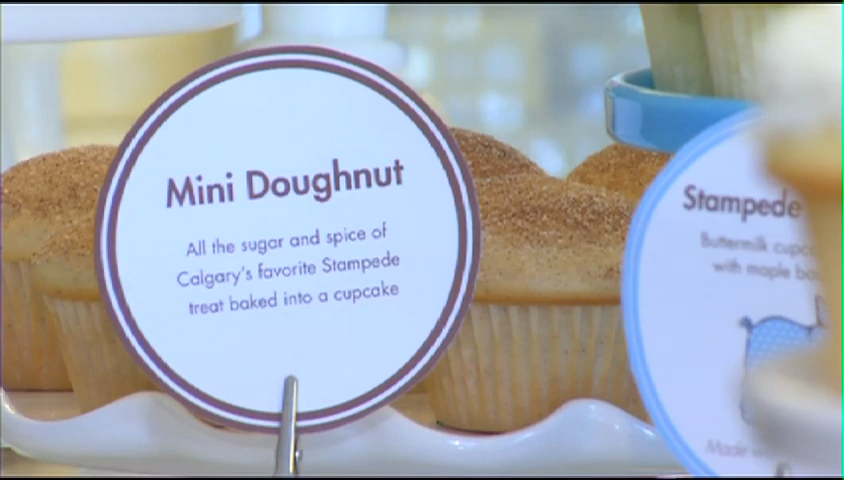 Mini Doughnut
All the sugar and spice of
Calgary's favorite Stampede
treat baked into a cupcake
Stampede
Buttermilk
with maple
Made